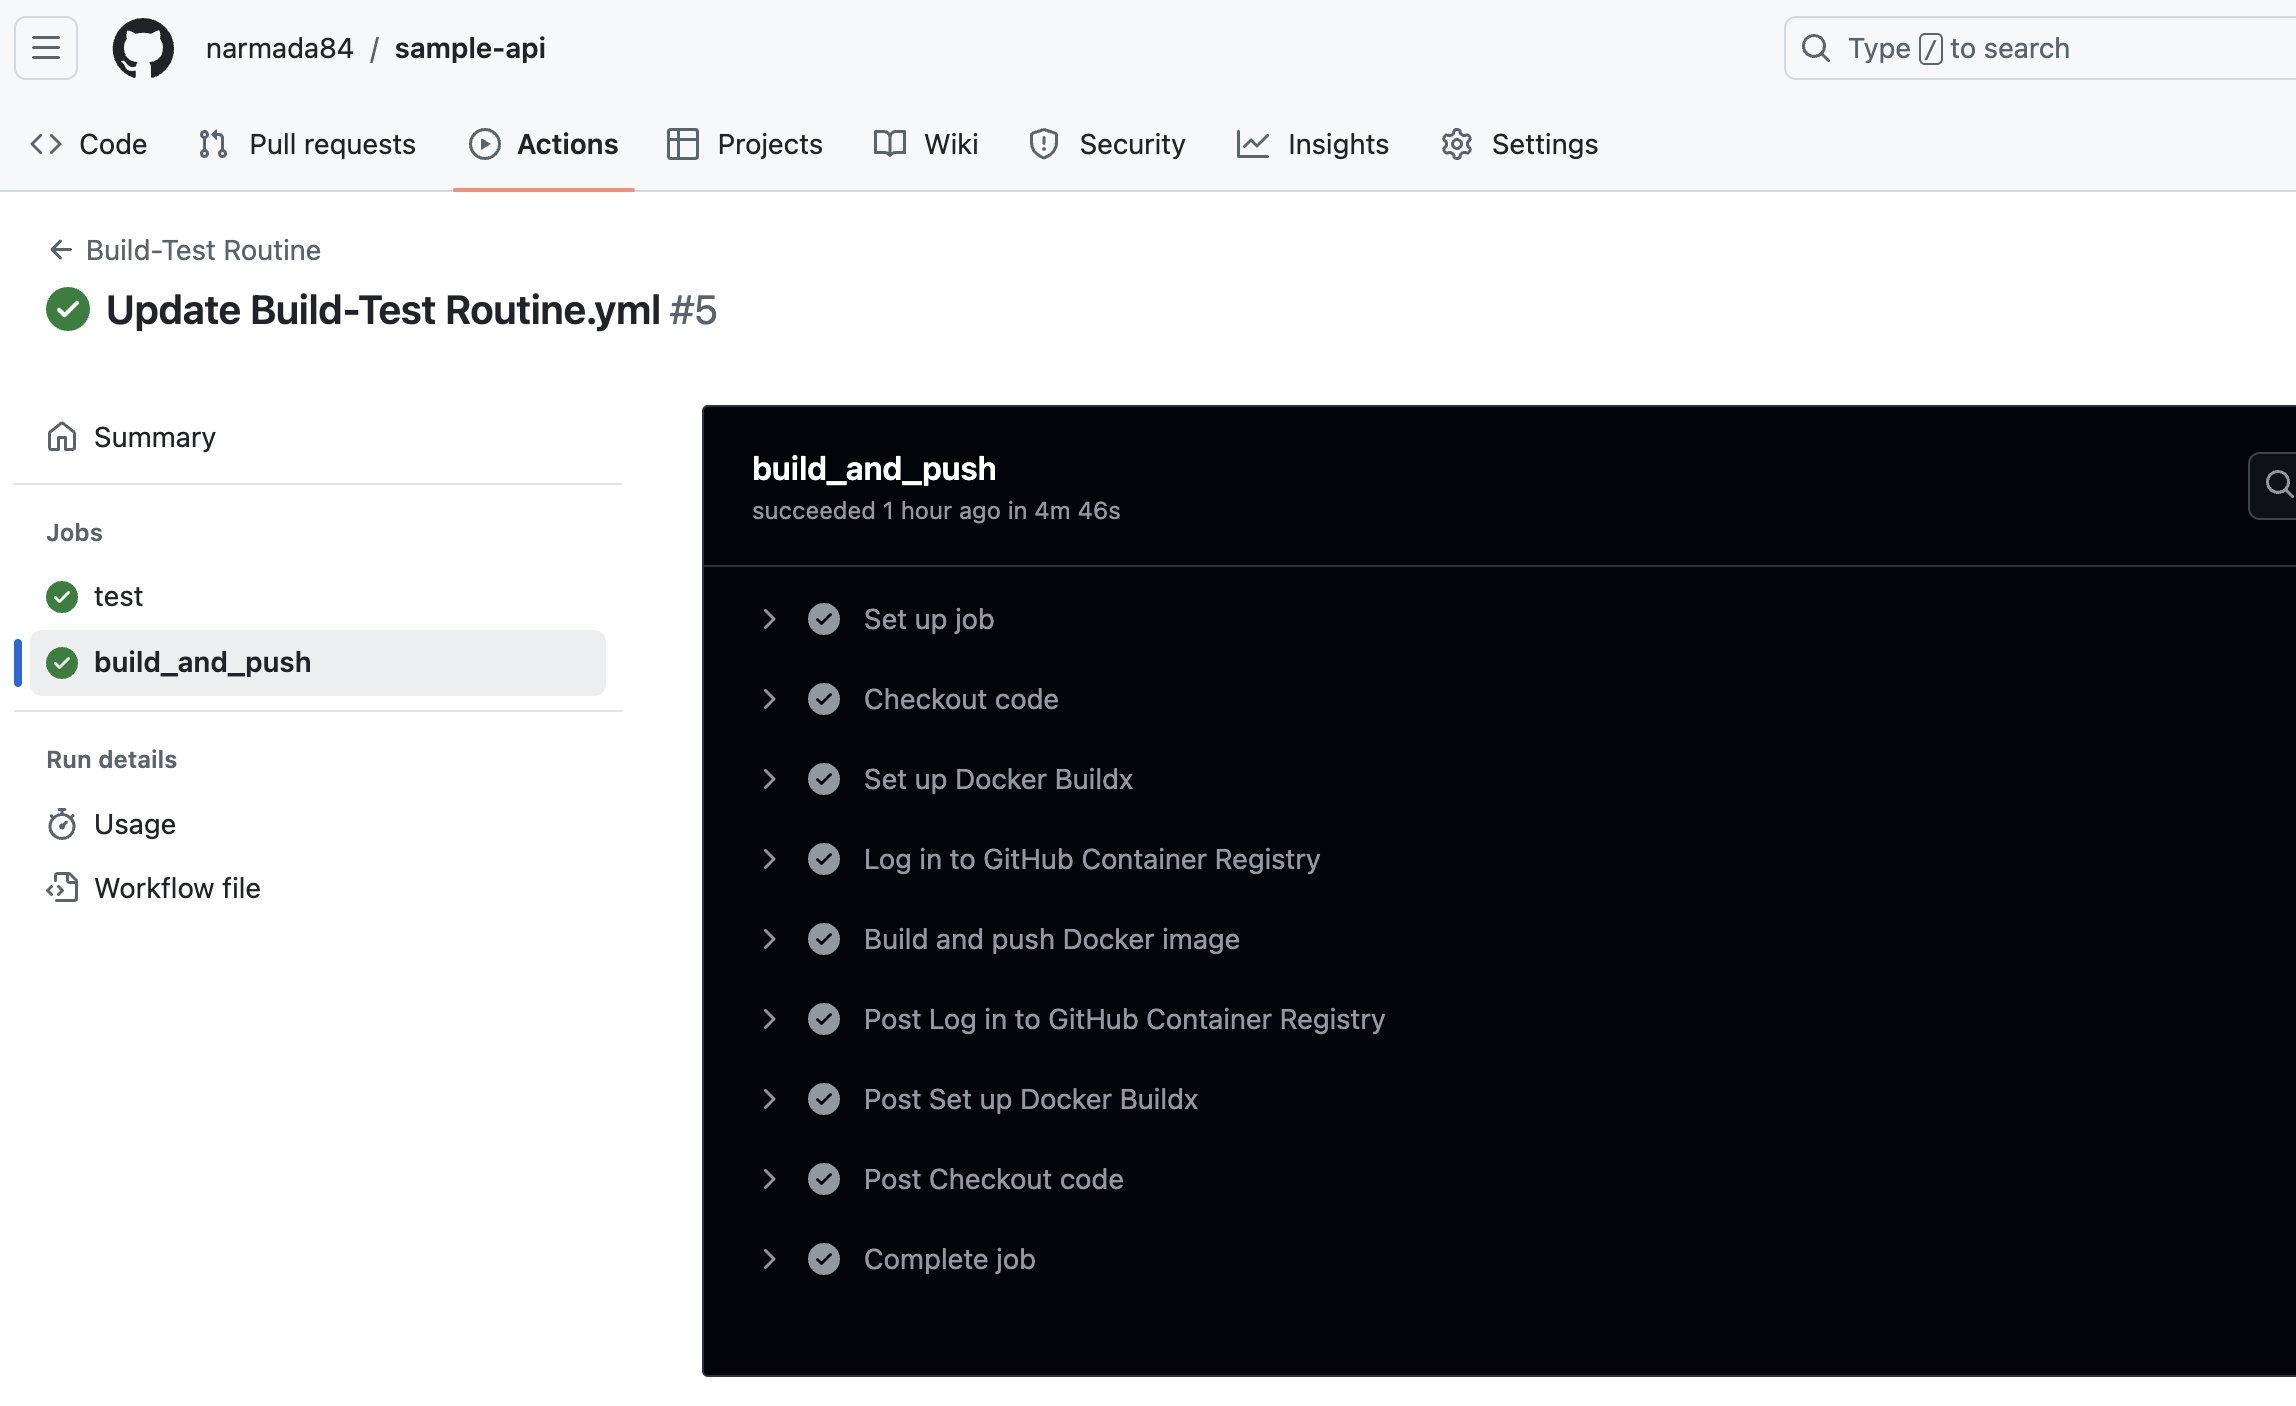 narmada84 / sample-api
Type / to search
Code Pull requests Actions Projects Wiki Security Insights Settings
Build-Test Routine
Update Build-Test Routine.yml #5
Summary
Jobs
test
build_and_push
Run details
Usage
Workflow file
build_and_push
succeeded 1 hour ago in 4m 46s
Set up job
Checkout code
Set up Docker Buildx
Log in to GitHub Container Registry
Build and push Docker image
Post Log in to GitHub Container Registry
Post Set up Docker Buildx
Post Checkout code
Complete job